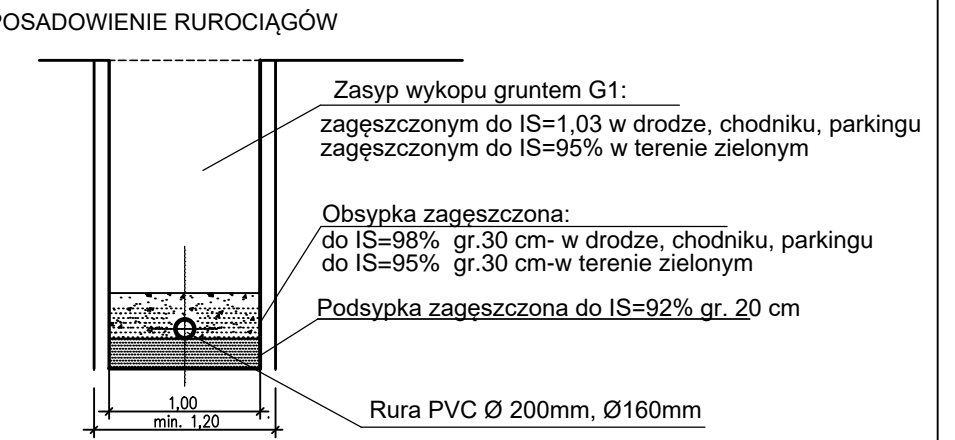 POSADOWIENIE RUROCIĄGÓW
Zasyp wykopu gruntem G1:
zagęszczonym do IS=1,03 w drodze, chodniku, parkingu
zagęszczonym do IS=95% w terenie zielonym
Obsypka zagęszczona:
do IS=98% gr.30 cm- w drodze, chodniku, parkingu
do IS=95% gr.30 cm-w terenie zielonym
Podsypka zagęszczona do IS=92% gr. 20 cm
1,00
min. 1,20
Rura PVC Ø 200mm, Ø160mm